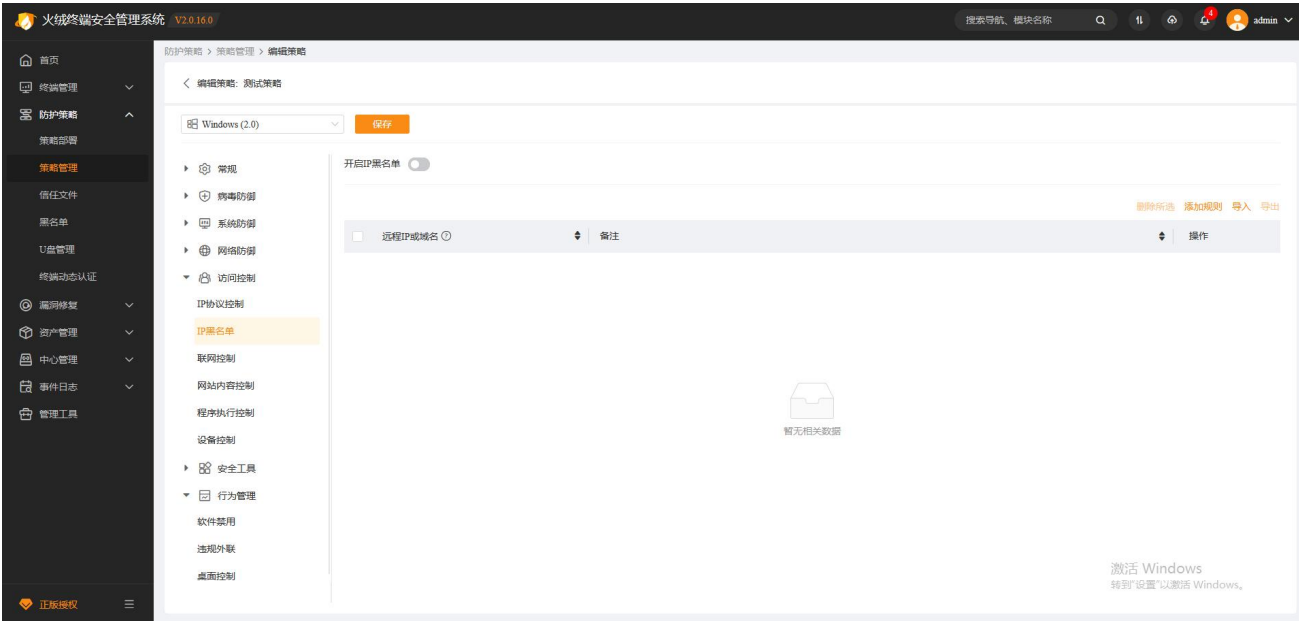 火绒终端安全管理系统 V2.0.16.0
搜索导航、模块名称
4
admin
首页
终端管理
防护策略
策略部署
策略管理
信任文件
黑名单
U盘管理
终端动态认证
漏洞修复
资产管理
中心管理
事件日志
管理工具
正版授权
防护策略 > 策略管理 > 编辑策略
编辑策略: 测试策略
Windows (2.0)
保存
常规
病毒防御
系统防御
网络防御
访问控制
IP协议控制
IP黑名单
联网控制
网站内容控制
程序执行控制
设备控制
安全工具
行为管理
软件禁用
违规外联
桌面控制
开启IP黑名单
删除所选 添加规则 导入 导出
远程IP或域名 备注 操作
暂无相关数据
激活 Windows
转到"设置"以激活 Windows。